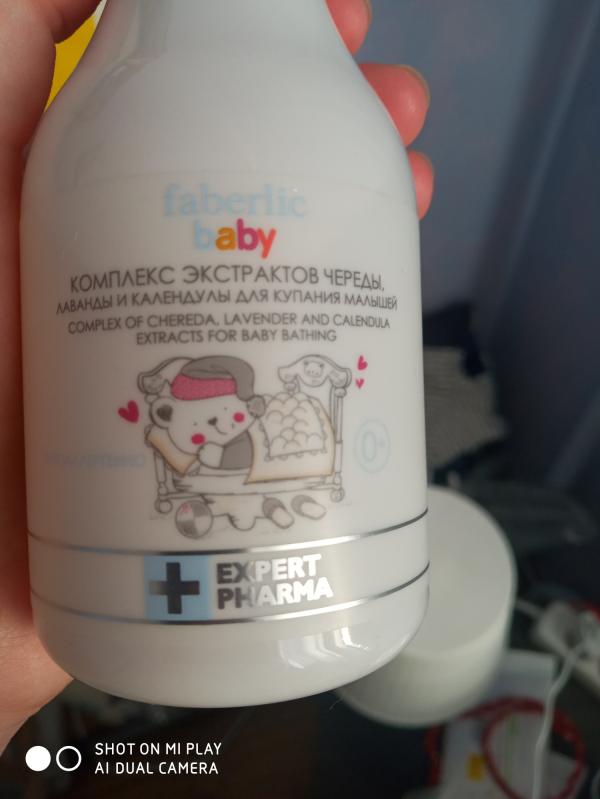 faberlic
baby
КОМПЛЕКС ЭКСТРАКТОВ ЧЕРЕДЫ,
ЛАВАНДЫ И КАЛЕНДУЛЫ ДЛЯ КУПАНИЯ МАЛЫШЕЙ
COMPLEX OF CHEREDA, LAVENDER AND CALENDULA
EXTRACTS FOR BABY BATHING
0+
EXPERT
PHARMA
SHOT ON MI PLAY
AI DUAL CAMERA